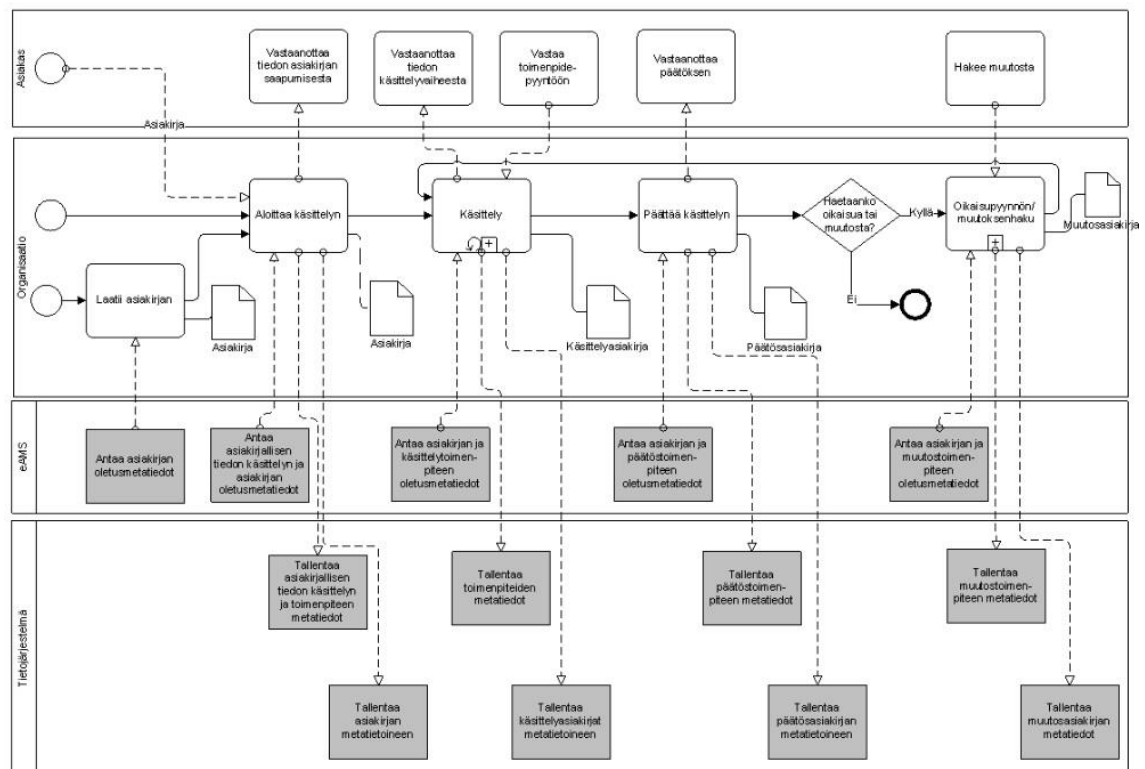 Asiakas
Vastaanottaa
tiedon asiakirjan
saapumisesta
Vastaanottaa
tiedon
käsittelyvaiheesta
Vastaa
toimenpide-
pyyntöön
Vastaanottaa
päätöksen
Hakee muutosta
Asiakirja
Organisaatio
Aloittaa käsittelyn
Käsittely
Päättää käsittelyn
Haetaanko
oikaisua tai
muutosta?
Kyllä
Oikaisupyynnön/
muutoksenhaku
Muutosasiakirja
Laatii asiakirjan
Asiakirja
Asiakirja
Käsittelyasiakirja
Päätösasiakirja
Ei
eAMS
Antaa asiakirjan
oletusmetatiedot
Antaa
asiakirjallisen
tiedon käsittelyn ja
asiakirjan
oletusmetatiedot
Antaa asiakirjan ja
käsittelytoimen-
piteen
oletusmetatiedot
Antaa asiakirjan ja
päätöstoimen-
piteen
oletusmetatiedot
Antaa asiakirjan ja
muutostoimen-
piteen
oletusmetatiedot
Tietojärjestelmä
Tallentaa
asiakirjallisen
tiedon käsittelyn
ja toimenpiteen
metatiedot
Tallentaa
toimenpiteiden
metatiedot
Tallentaa
päätöstoimen-
piteen metatiedot
Tallentaa
muutostoimen-
piteen metatiedot
Tallentaa
asiakirjan
metatietoineen
Tallentaa
käsittelyasiakirjat
metatietoineen
Tallentaa
päätösasiakirjan
metatietoineen
Tallentaa
muutosasiakirjan
metatiedot